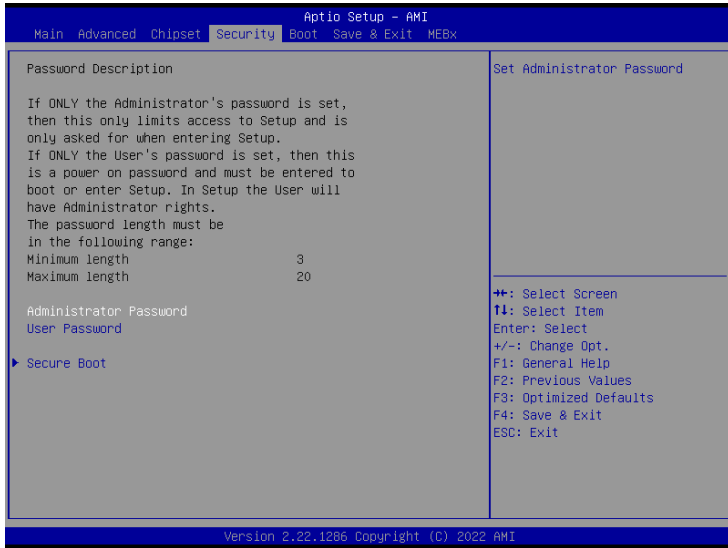 Aptio Setup – AMI
Main Advanced Chipset Security Boot Save & Exit MEBx
Password Description
If ONLY the Administrator's password is set,
then this only limits access to Setup and is
only asked for when entering Setup.
If ONLY the User's password is set, then this
is a power on password and must be entered to
boot or enter Setup. In Setup the User will
have Administrator rights.
The password length must be
in the following range:
Minimum length 3
Maximum length 20
Administrator Password
User Password
Secure Boot
Set Administrator Password
→←: Select Screen
↑↓: Select Item
Enter: Select
+/-: Change Opt.
F1: General Help
F2: Previous Values
F3: Optimized Defaults
F4: Save & Exit
ESC: Exit
Version 2.22.1286 Copyright (C) 2022 AMI